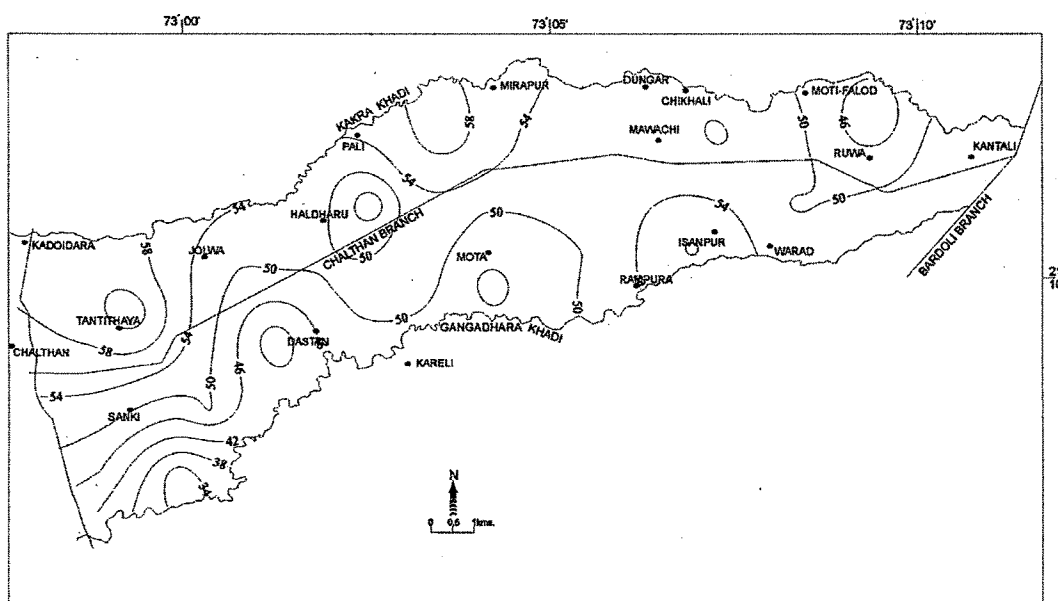 73°00'
73°05'
73°10'
DUNGAR
MIRAPUR
CHIKHALI
MOTI-FALOD
58
54
46
50
KAKRA KHADI
PALI
MAWACHI
RUWA
KANTALI
54
50
54
HALDHARU
50
54
CHALTHAN BRANCH
50
ISANPUR
WARAD
BARDOLI BRANCH
KADOIDARA
58
JOLWA
50
MOTA
RAMPURA
TANTITHAYA
50
50
GANGADHARA KHADI
DASTAN
CHALTHAN
58
54
KARELI
46
50
54
SANKI
42
38
34
N
0 0.5 1kms.